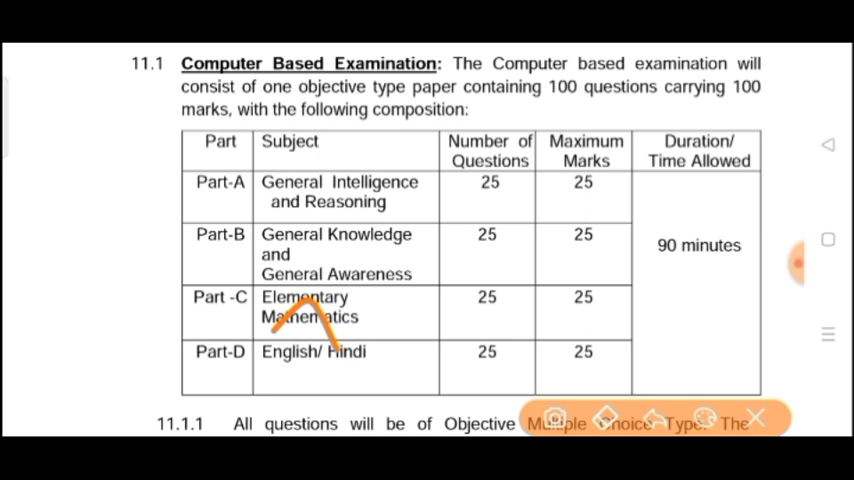 11.1 Computer Based Examination: The Computer based examination will
consist of one objective type paper containing 100 questions carrying 100
marks, with the following composition:
Part Subject Number of Questions Maximum Marks Duration/ Time Allowed
Part-A General Intelligence and Reasoning 25 25 90 minutes
Part-B General Knowledge and General Awareness 25 25
Part -C Elementary Mathematics 25 25
Part-D English/ Hindi 25 25
11.1.1 All questions will be of Objective Multiple Choice Type. The